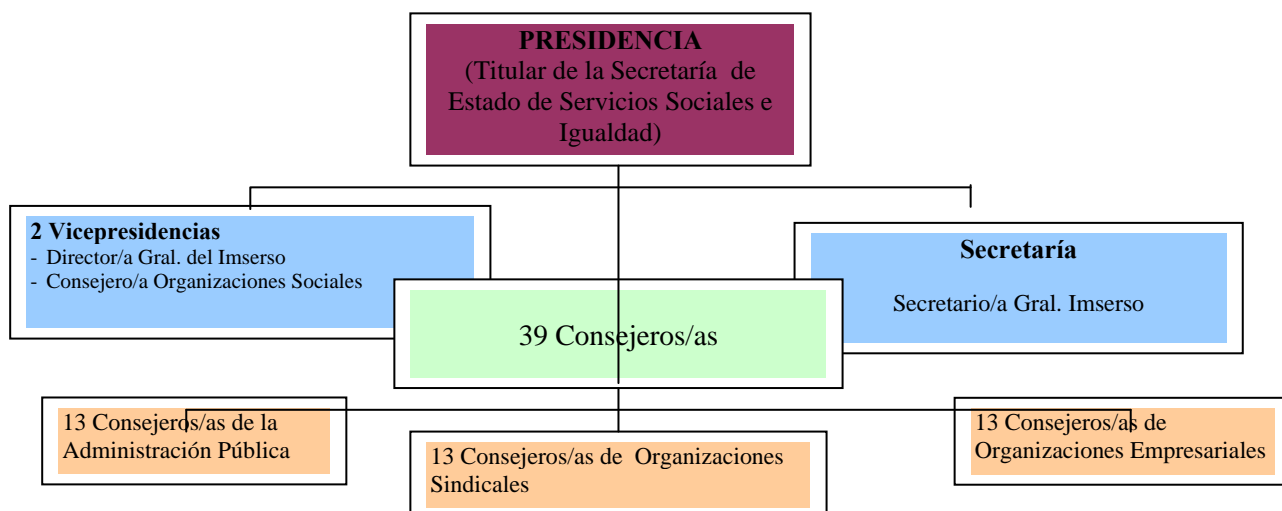 PRESIDENCIA
(Titular de la Secretaría de
Estado de Servicios Sociales e
Igualdad)
2 Vicepresidencias
- Director/a Gral. del Imserso
- Consejero/a Organizaciones Sociales
Secretaría
Secretario/a Gral. Imserso
39 Consejeros/as
13 Consejeros/as de la
Administración Pública
13 Consejeros/as de Organizaciones
Sindicales
13 Consejeros/as de
Organizaciones Empresariales